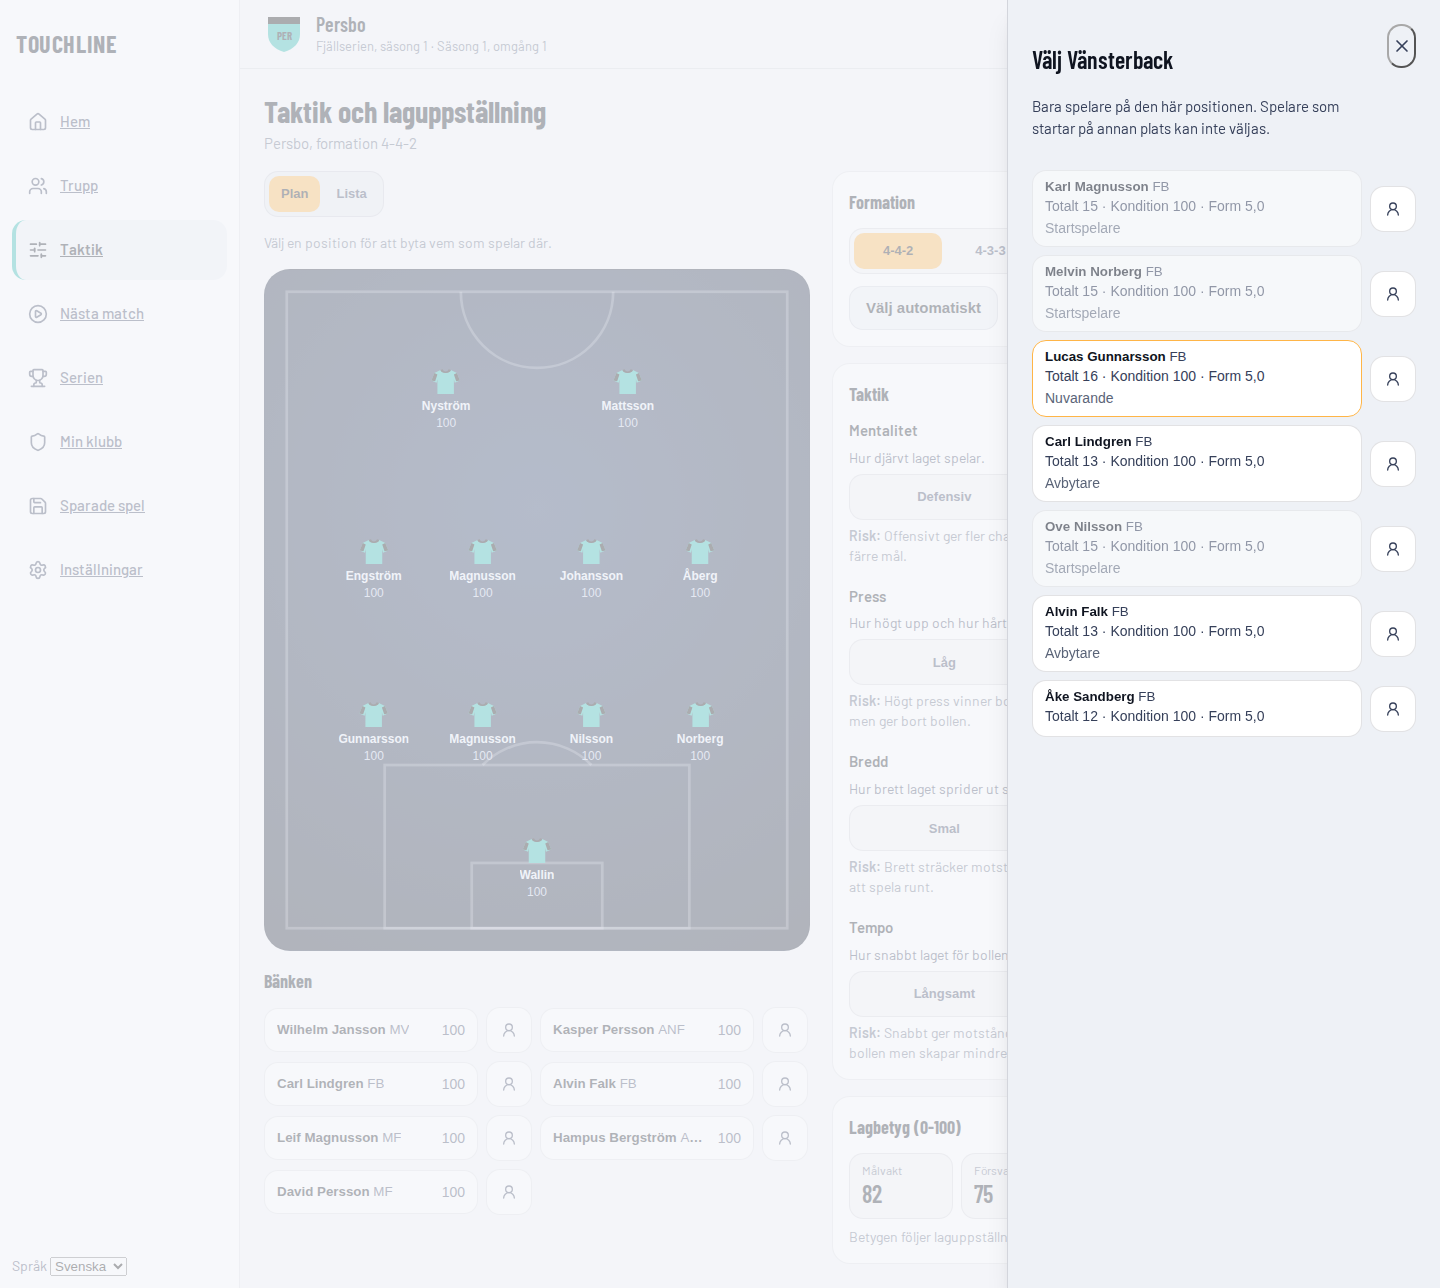 TOUCHLINE
Hem
Trupp
Taktik
Nästa match
Serien
Min klubb
Sparade spel
Inställningar
Språk Svenska
PER
Persbo
Fjällserien, säsong 1 · Säsong 1, omgång 1
Taktik och laguppställning
Persbo, formation 4-4-2
Plan Lista
Välj en position för att byta vem som spelar där.
Nyström Mattsson
100 100
Engström Magnusson Johansson Åberg
100 100 100 100
Gunnarsson Magnusson Nilsson Norberg
100 100 100 100
Wallin
100
Bänken
Wilhelm Jansson MV 100 Kasper Persson ANF 100
Carl Lindgren FB 100 Alvin Falk FB 100
Leif Magnusson MF 100 Hampus Bergström A... 100
David Persson MF 100
Formation
4-4-2 4-3-3
Välj automatiskt
Taktik
Mentalitet
Hur djärvt laget spelar.
Defensiv
Risk: Offensivt ger fler
färre mål.
Press
Hur högt upp och hur hårt
Låg
Risk: Högt press vinner
men ger bort bollen.
Bredd
Hur brett laget sprider ut
Smal
Risk: Brett sträcker
att spela runt.
Tempo
Hur snabbt laget för bollen
Långsamt
Risk: Snabbt ger
bollen men skapar mindre
Lagbetyg (0-100)
Målvakt
82 75
Betygen följer
Välj Vänsterback
Bara spelare på den här positionen. Spelare som
startar på annan plats kan inte väljas.
Karl Magnusson FB
Totalt 15 · Kondition 100 · Form 5,0
Startspelare
Melvin Norberg FB
Totalt 15 · Kondition 100 · Form 5,0
Startspelare
Lucas Gunnarsson FB
Totalt 16 · Kondition 100 · Form 5,0
Nuvarande
Carl Lindgren FB
Totalt 13 · Kondition 100 · Form 5,0
Avbytare
Ove Nilsson FB
Totalt 15 · Kondition 100 · Form 5,0
Startspelare
Alvin Falk FB
Totalt 13 · Kondition 100 · Form 5,0
Avbytare
Åke Sandberg FB
Totalt 12 · Kondition 100 · Form 5,0